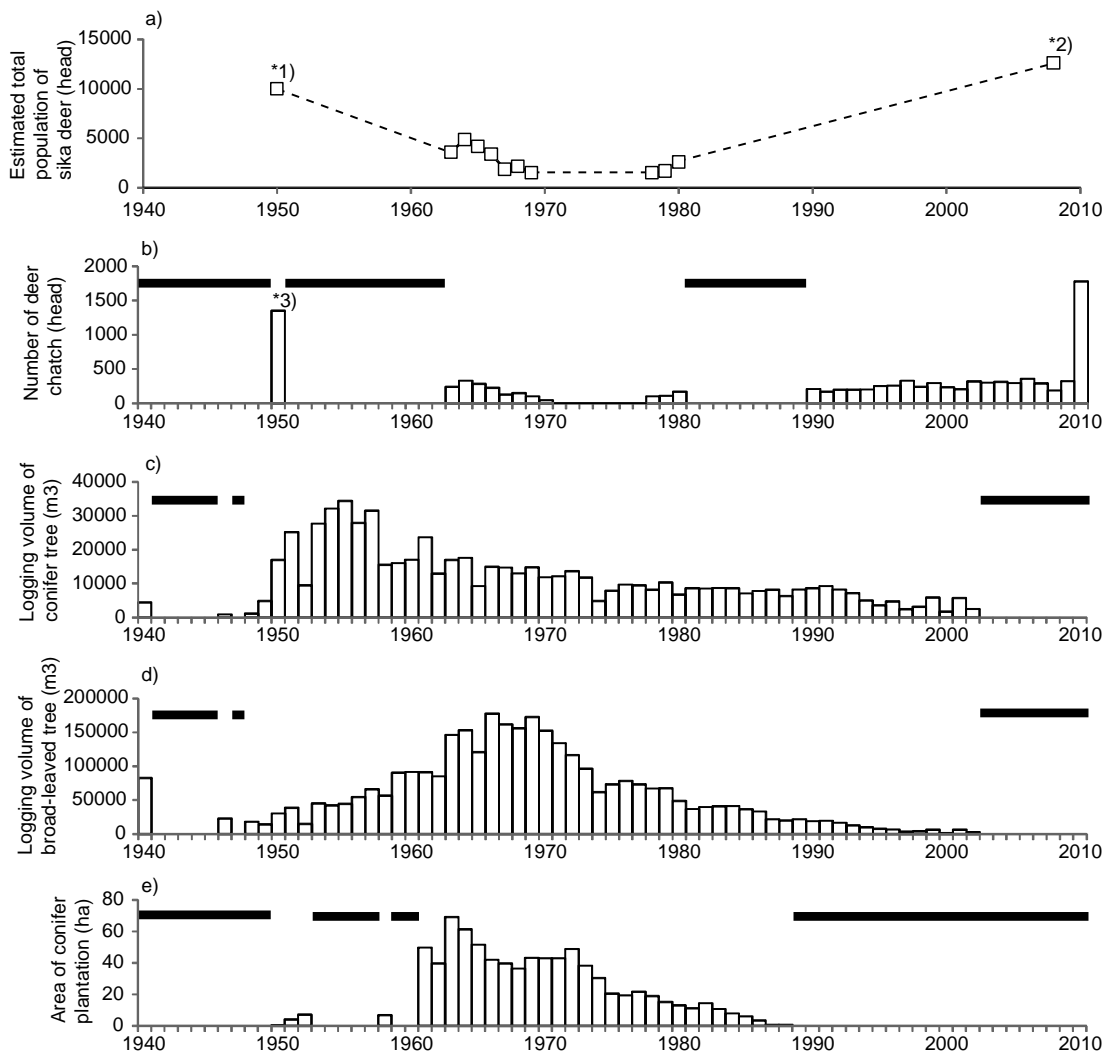 a)
Estimated total
population of
sika deer (head)
15000
10000
5000
0
*1)
*2)
1940 1950 1960 1970 1980 1990 2000 2010
b)
Number of deer
chatch (head)
2000
1500
1000
500
0
*3)
1940 1950 1960 1970 1980 1990 2000 2010
c)
Logging volume of
conifer tree (m3)
40000
30000
20000
10000
0
1940 1950 1960 1970 1980 1990 2000 2010
d)
Logging volume of
broad-leaved tree (m3)
200000
150000
100000
50000
0
1940 1950 1960 1970 1980 1990 2000 2010
e)
Area of conifer
plantation (ha)
80
60
40
20
0
1940 1950 1960 1970 1980 1990 2000 2010